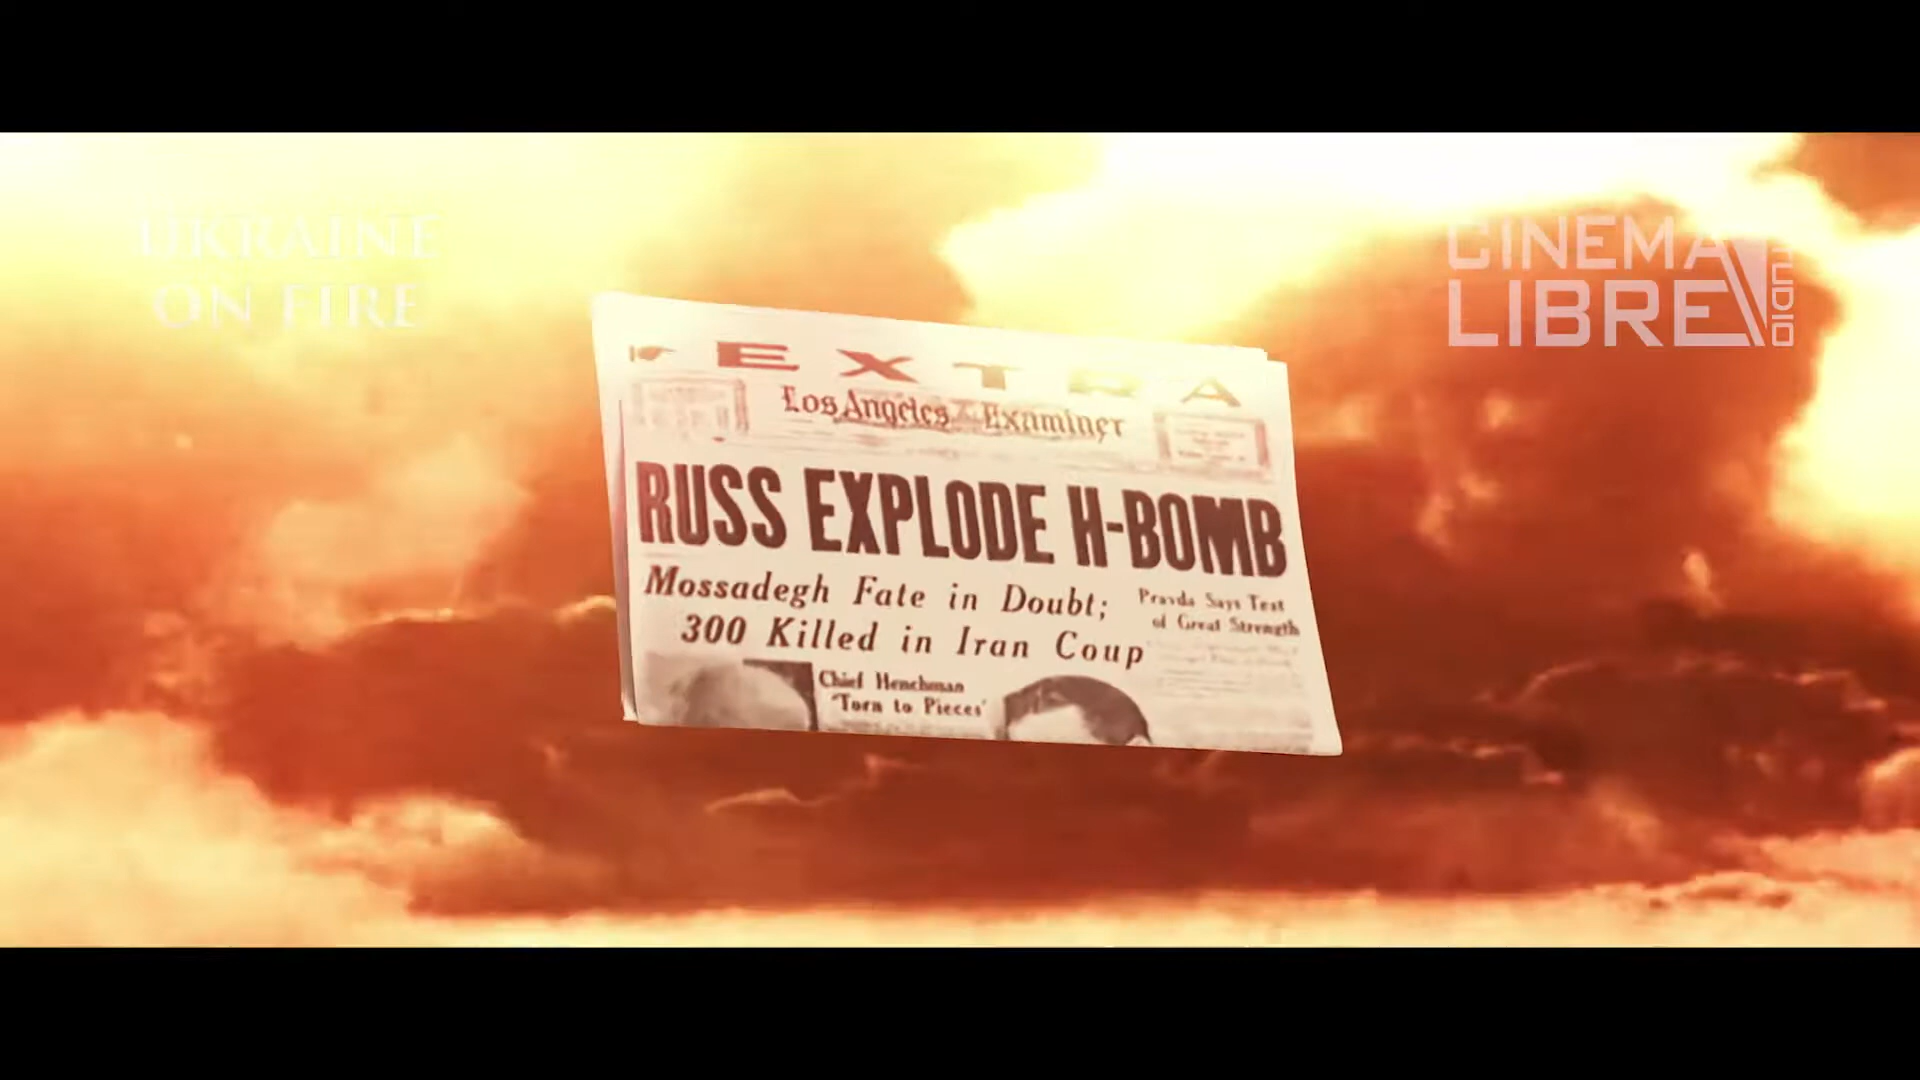 UKRAINE
ON FIRE
CINEMA
LIBRE
STUDIO
EXTRA
Los Angeles Examiner
RUSS EXPLODE H-BOMB
Mossadegh Fate in Doubt;
300 Killed in Iran Coup
Pravda Says Test
of Great Strength
Chief Henchman
'Torn to Pieces'